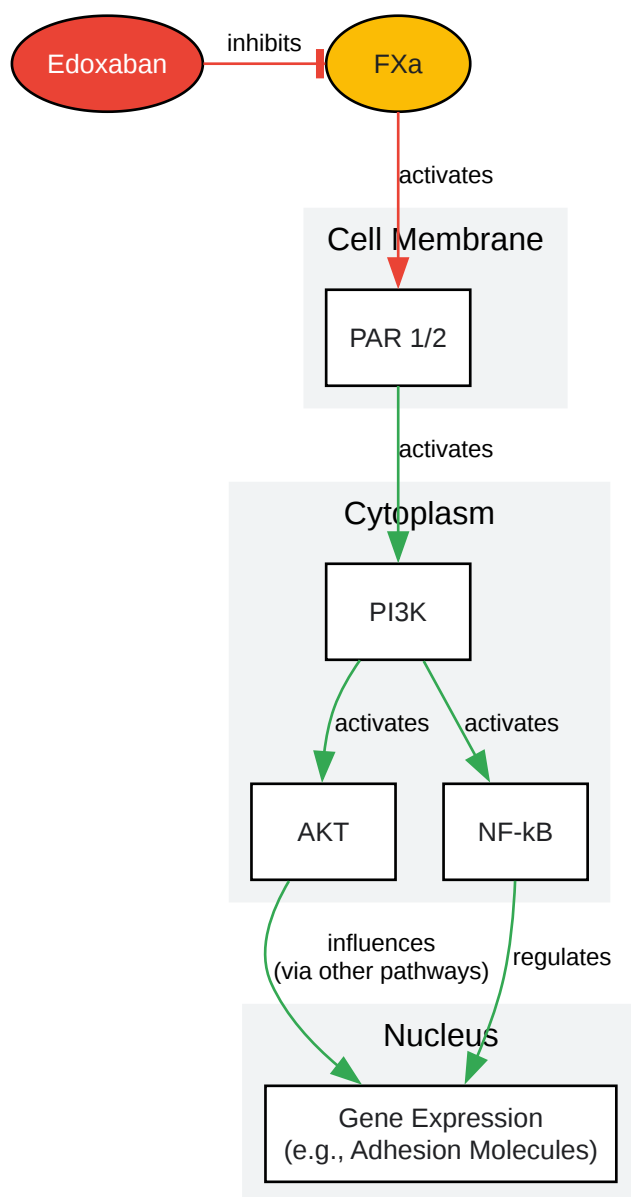 Edoxaban
inhibits
FXa
activates
Cell Membrane
PAR 1/2
activates
Cytoplasm
PI3K
activates
activates
AKT
NF-kB
influences
(via other pathways)
regulates
Nucleus
Gene Expression
(e.g., Adhesion Molecules)